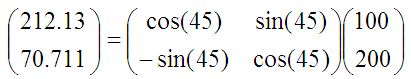 212.13 = cos(45) sin(45) 100
70.711 −sin(45) cos(45) 200